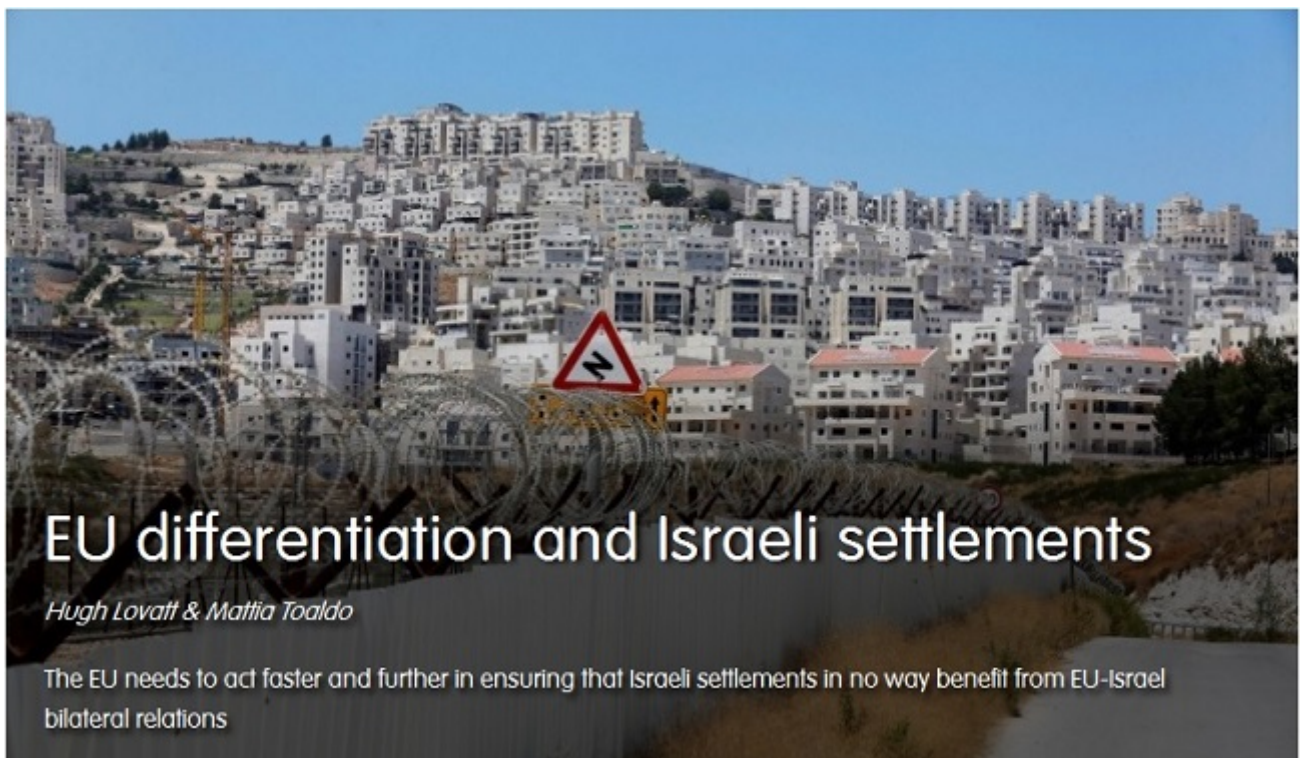 EU differentiation and Israeli settlements
Hugh Lovatt & Mattia Toaldo
The EU needs to act faster and further in ensuring that Israeli settlements in no way benefit from EU-Israel
bilateral relations